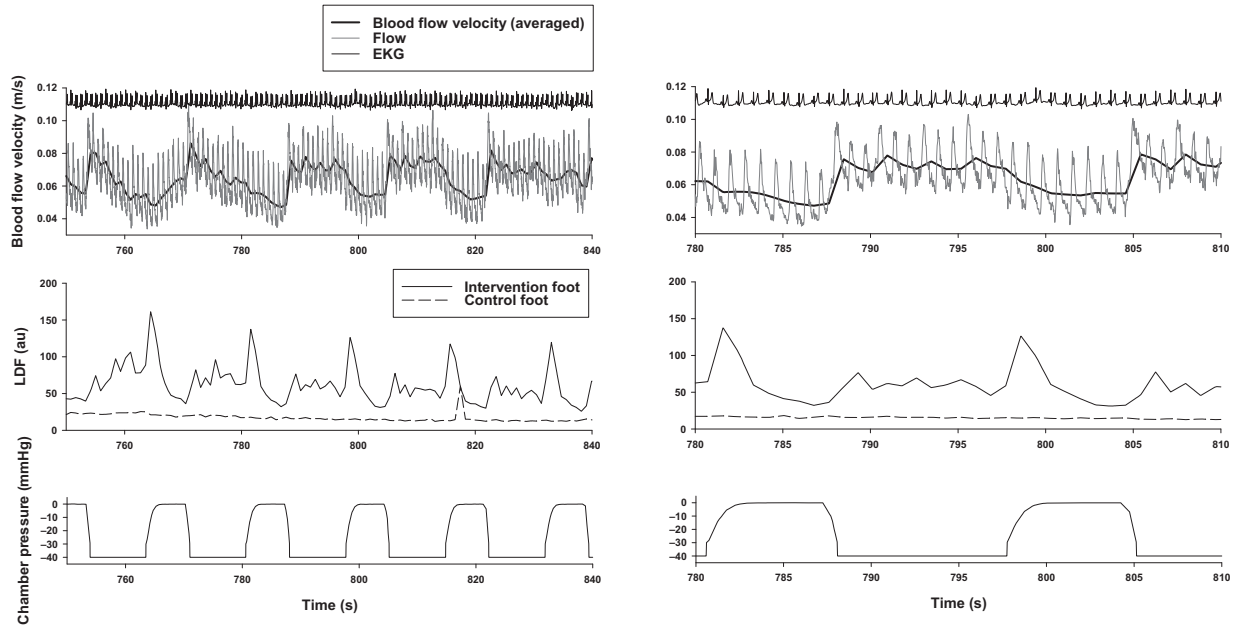 Blood flow velocity (averaged)
Flow
EKG
Blood flow velocity (m/s)
0.12
0.10
0.08
0.06
0.04
760 780 800 820 840
0.12
0.10
0.08
0.06
0.04
780 785 790 795 800 805 810
Intervention foot
Control foot
LDF (au)
200
150
100
50
0
760 780 800 820 840
200
150
100
50
0
780 785 790 795 800 805 810
Chamber pressure (mmHg)
0
–10
–20
–30
–40
760 780 800 820 840
Time (s)
0
–10
–20
–30
–40
780 785 790 795 800 805 810
Time (s)